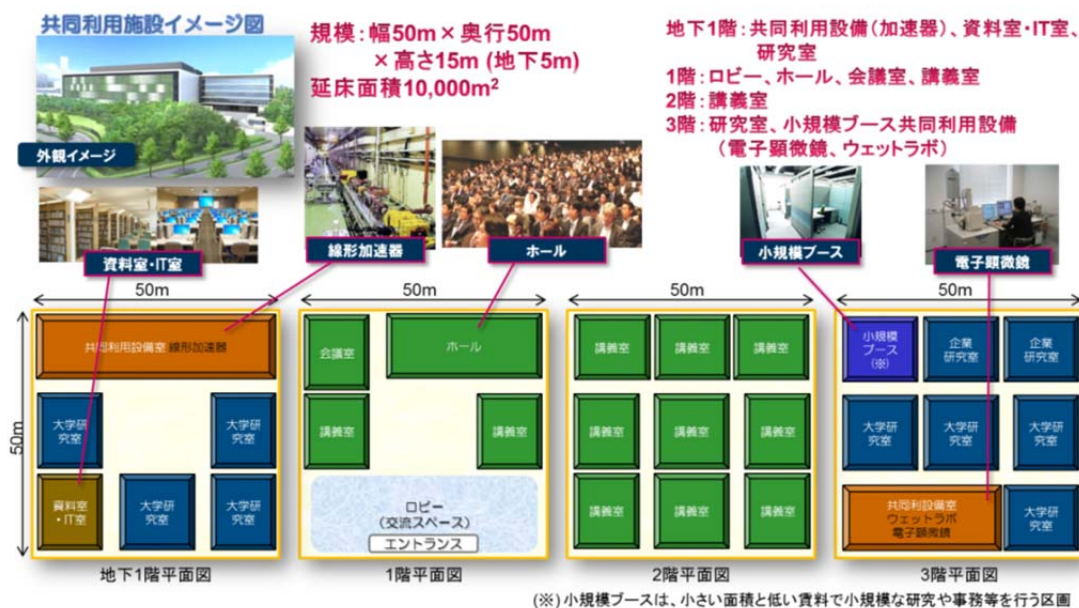 共同利用施設イメージ図
規模：幅50m×奥行50m
×高さ15m (地下5m)
延床面積10,000m²
地下1階：共同利用設備（加速器）、資料室・IT室、
研究室
1階：ロビー、ホール、会議室、講義室
2階：講義室
3階：研究室、小規模ブース共同利用設備
（電子顕微鏡、ウェットラボ）
外観イメージ
資料室・IT室
線形加速器
ホール
小規模ブース
電子顕微鏡
50m
50m
50m
50m
50m
共同利用設備室 線形加速器
大学研
究室
大学研
究室
資料室
・IT室
大学研
究室
大学研
究室
地下1階平面図
会議室
ホール
講義室
講義室
ロビー
(交流スペース)
エントランス
1階平面図
講義室
講義室
講義室
講義室
講義室
講義室
講義室
講義室
講義室
2階平面図
小規模
ブース
(※)
企業
研究室
企業
研究室
大学研
究室
大学研
究室
大学研
究室
共同利設備室
ウェットラボ
電子顕微鏡
大学研
究室
3階平面図
(※)小規模ブースは、小さい面積と低い賃料で小規模な研究や事務等を行う区画